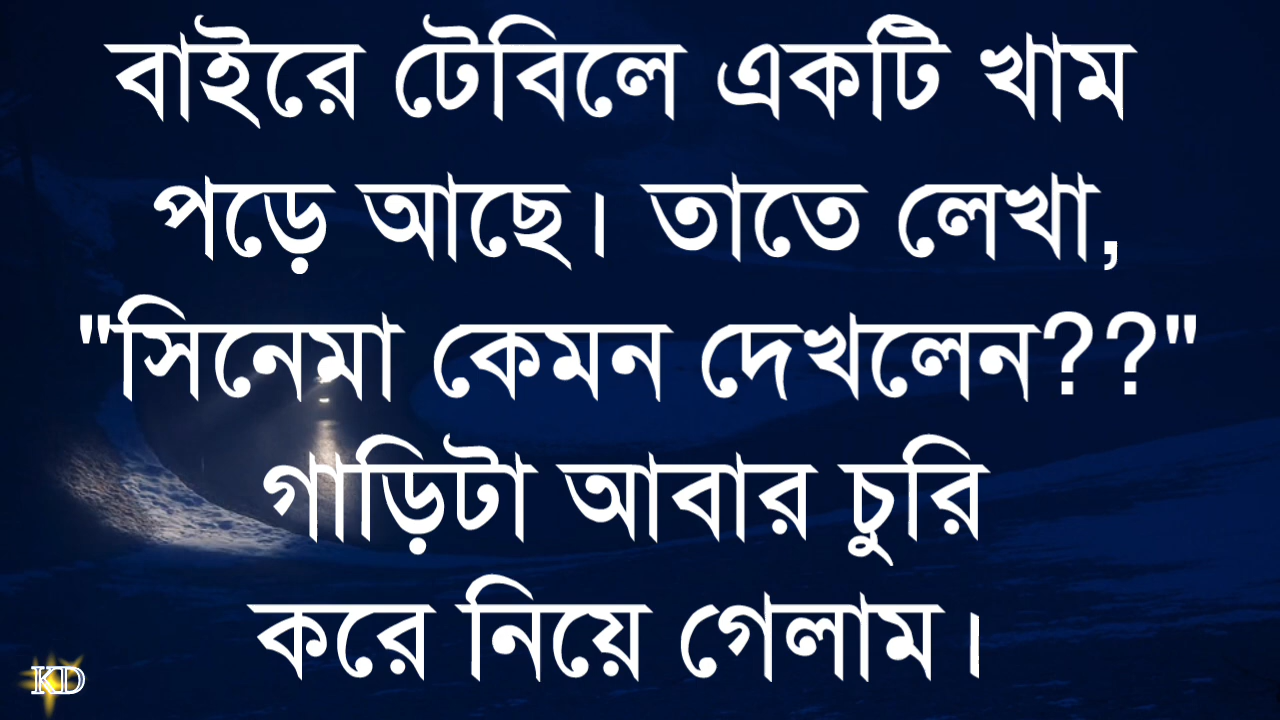 বাইরে টেবিলে একটি খাম
পড়ে আছে। তাতে লেখা,
"সিনেমা কেমন দেখলেন??"
গাড়িটা আবার চুরি
করে নিয়ে গেলাম।
KD